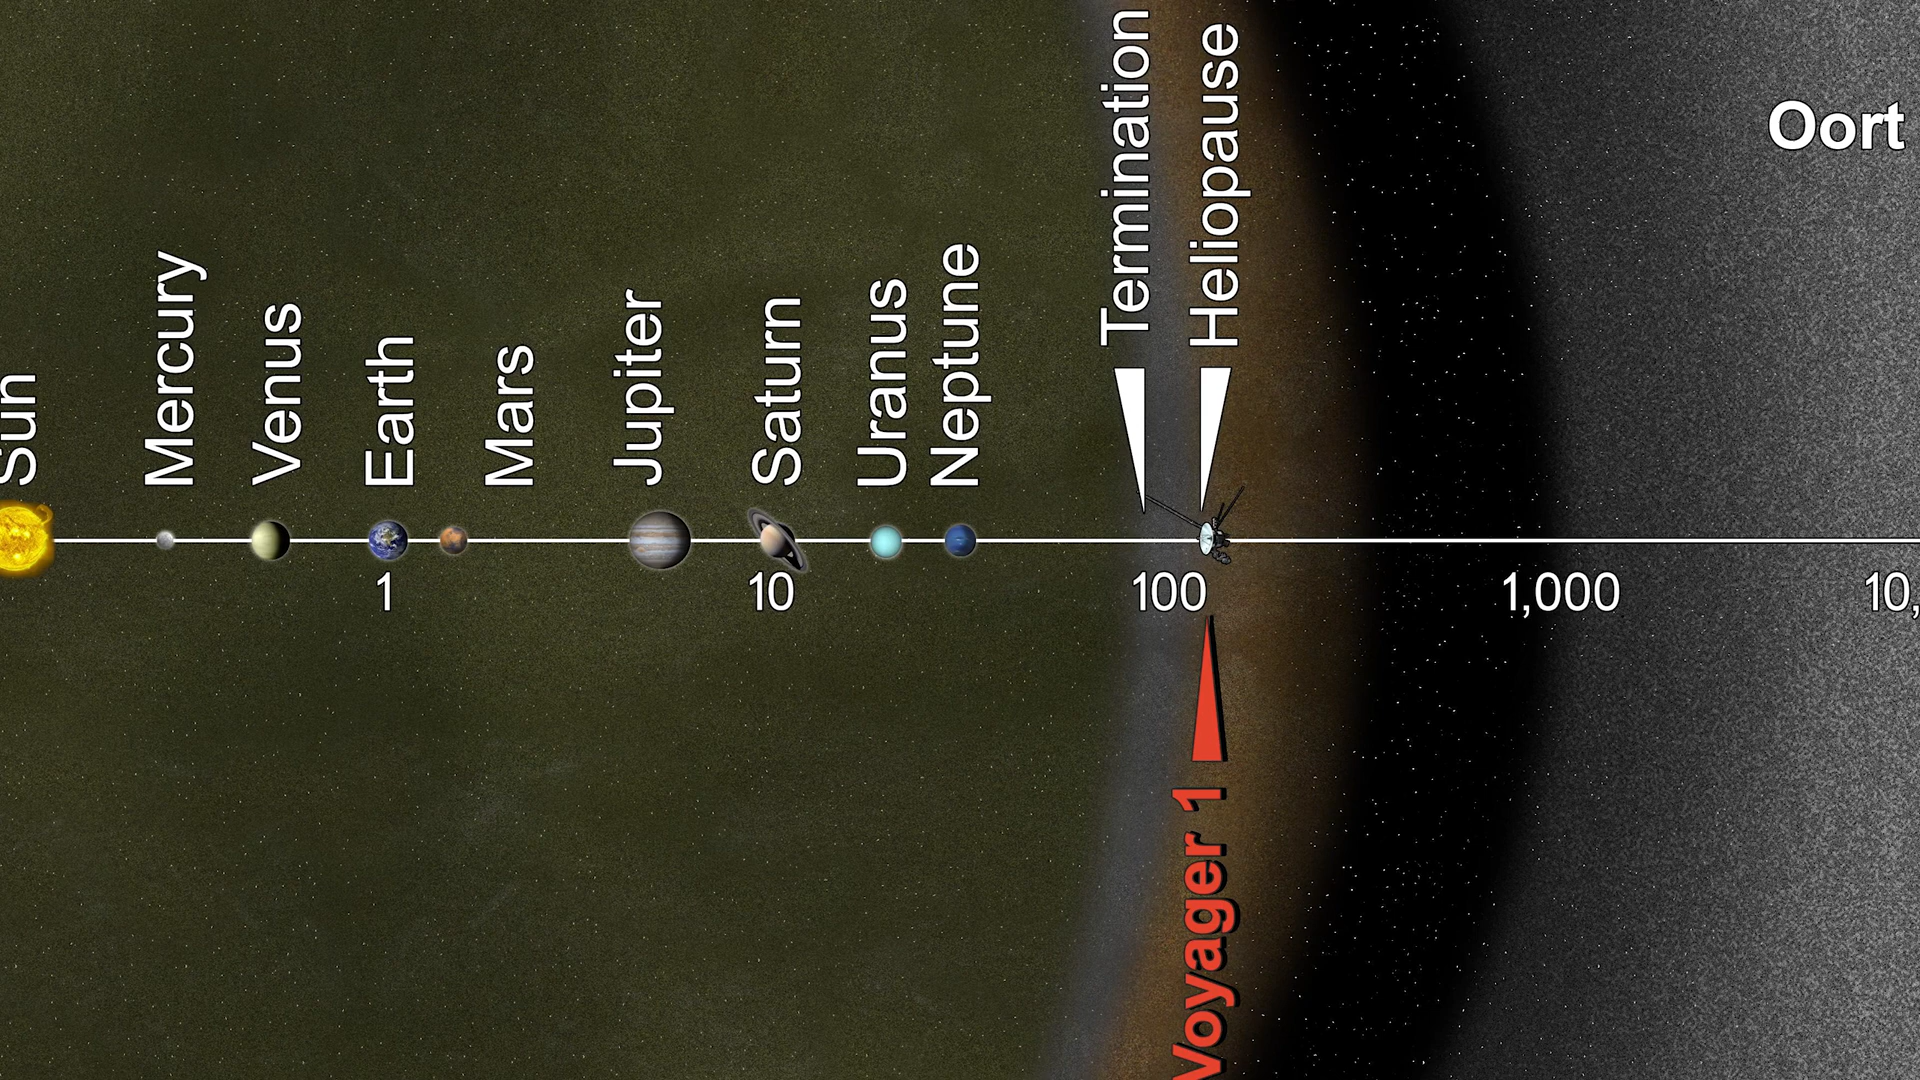 Sun
Mercury
Venus
Earth
Mars
Jupiter
Saturn
Uranus
Neptune
Termination
Heliopause
Oort
1
10
100
1,000
10,
Voyager 1